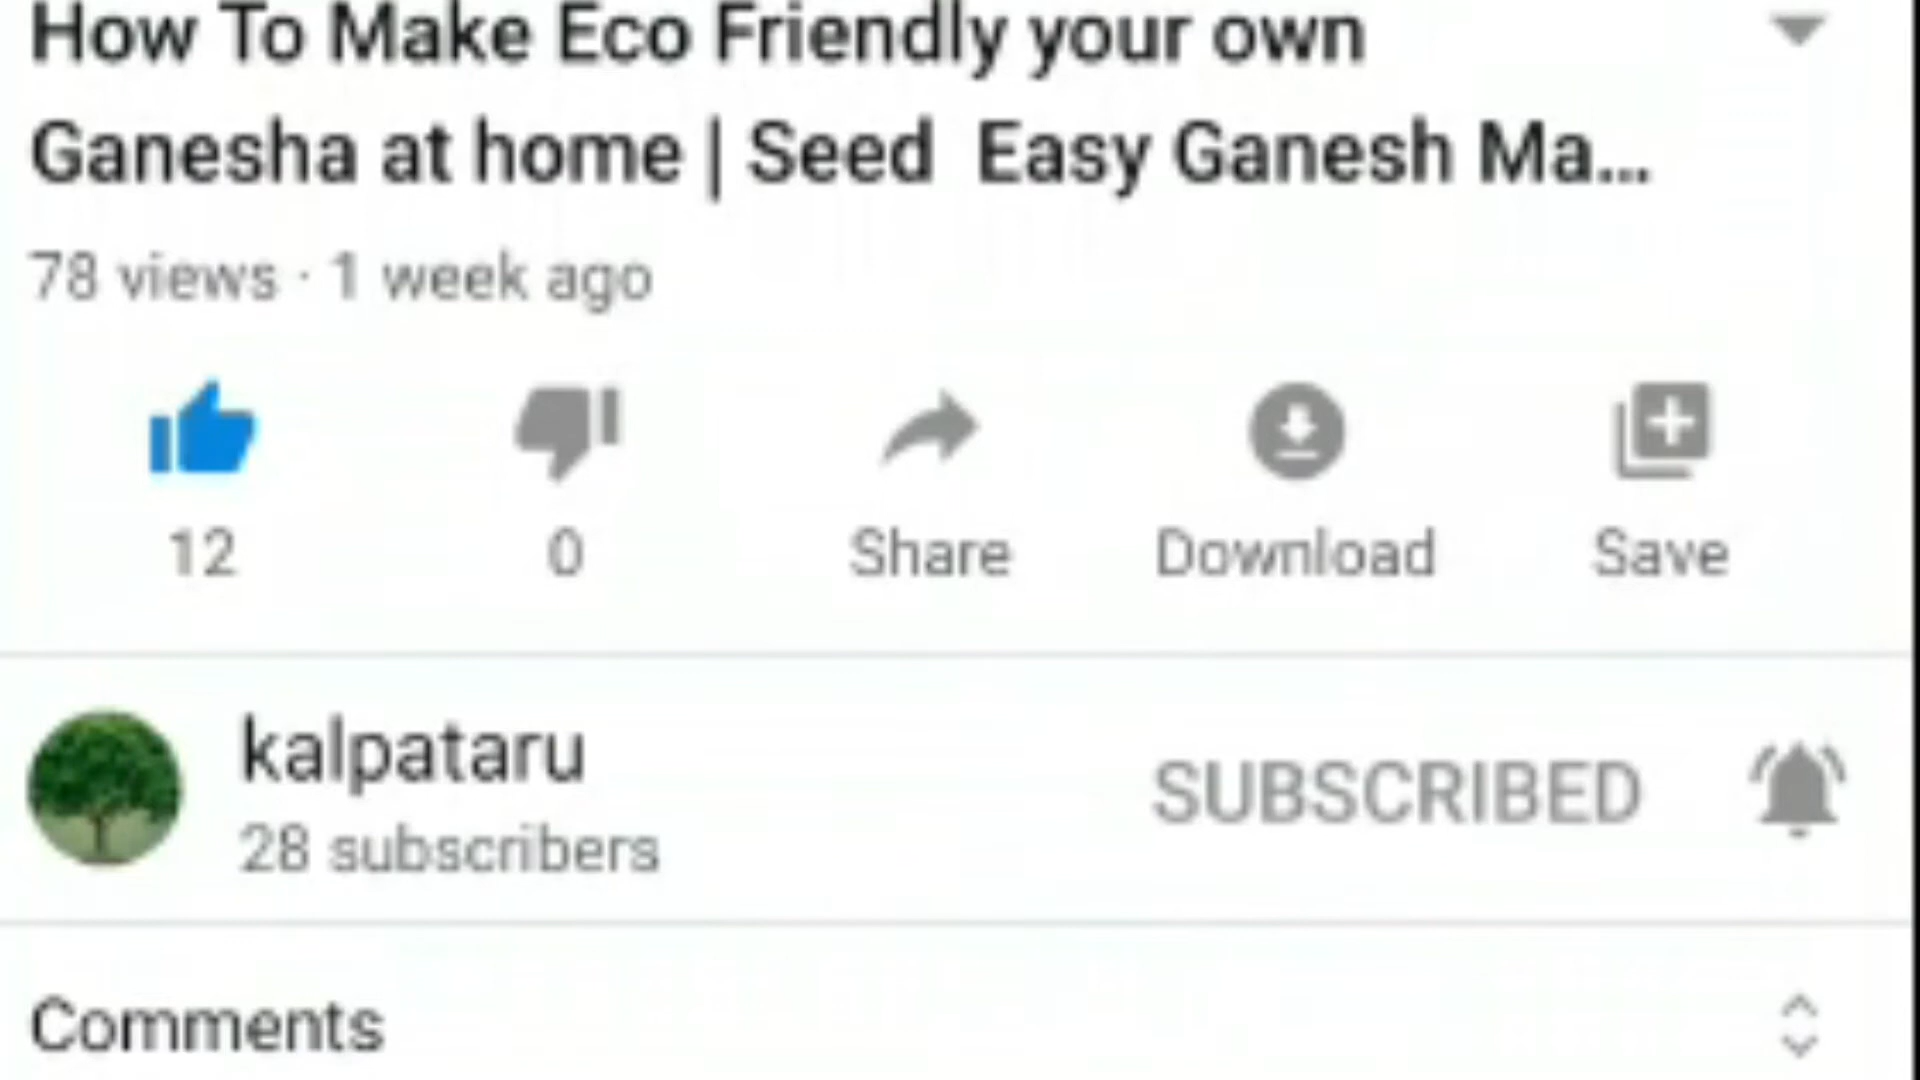 How To Make Eco Friendly your own
Ganesha at home | Seed Easy Ganesh Ma...
78 views · 1 week ago
12
0
Share
Download
Save
kalpataru
SUBSCRIBED
28 subscribers
Comments